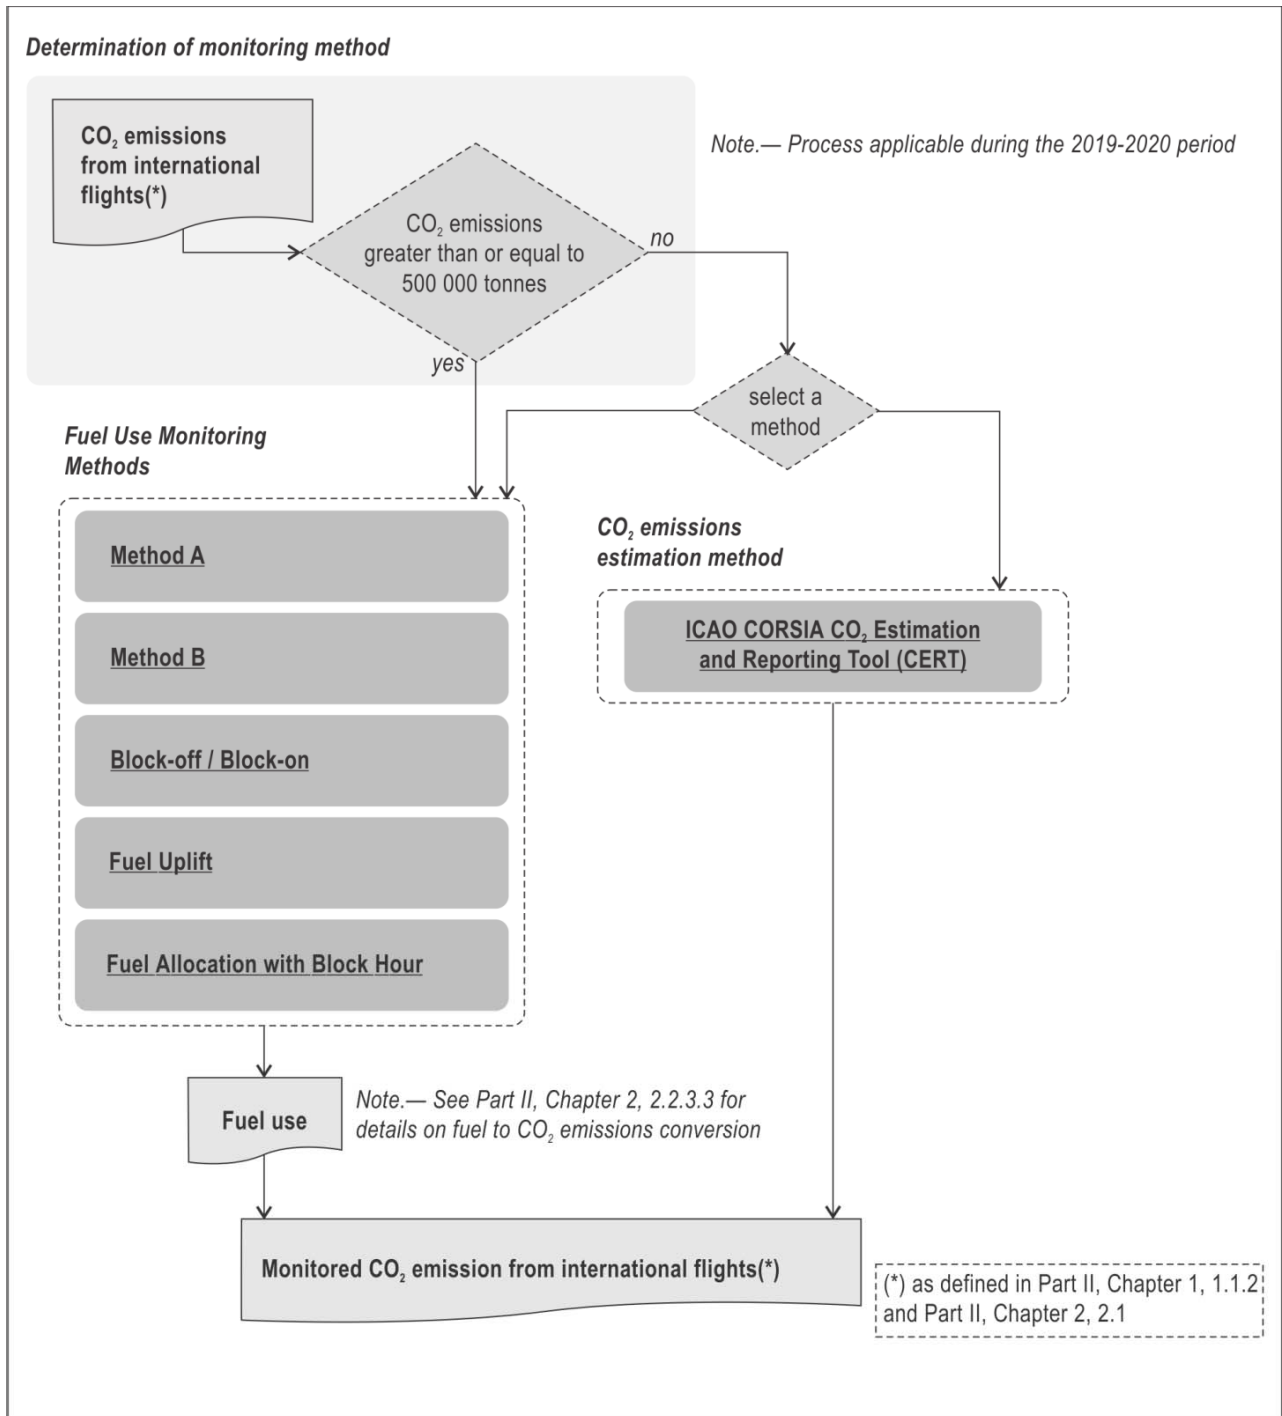 Determination of monitoring method
CO₂ emissions
from international
flights(*)
Note.— Process applicable during the 2019-2020 period
CO₂ emissions
greater than or equal to
500 000 tonnes
no
yes
select a
method
Fuel Use Monitoring
Methods
Method A
Method B
Block-off / Block-on
Fuel Uplift
Fuel Allocation with Block Hour
CO₂ emissions
estimation method
ICAO CORSIA CO₂ Estimation
and Reporting Tool (CERT)
Fuel use
Note.— See Part II, Chapter 2, 2.2.3.3 for
details on fuel to CO₂ emissions conversion
Monitored CO₂ emission from international flights(*)
(*) as defined in Part II, Chapter 1, 1.1.2
and Part II, Chapter 2, 2.1